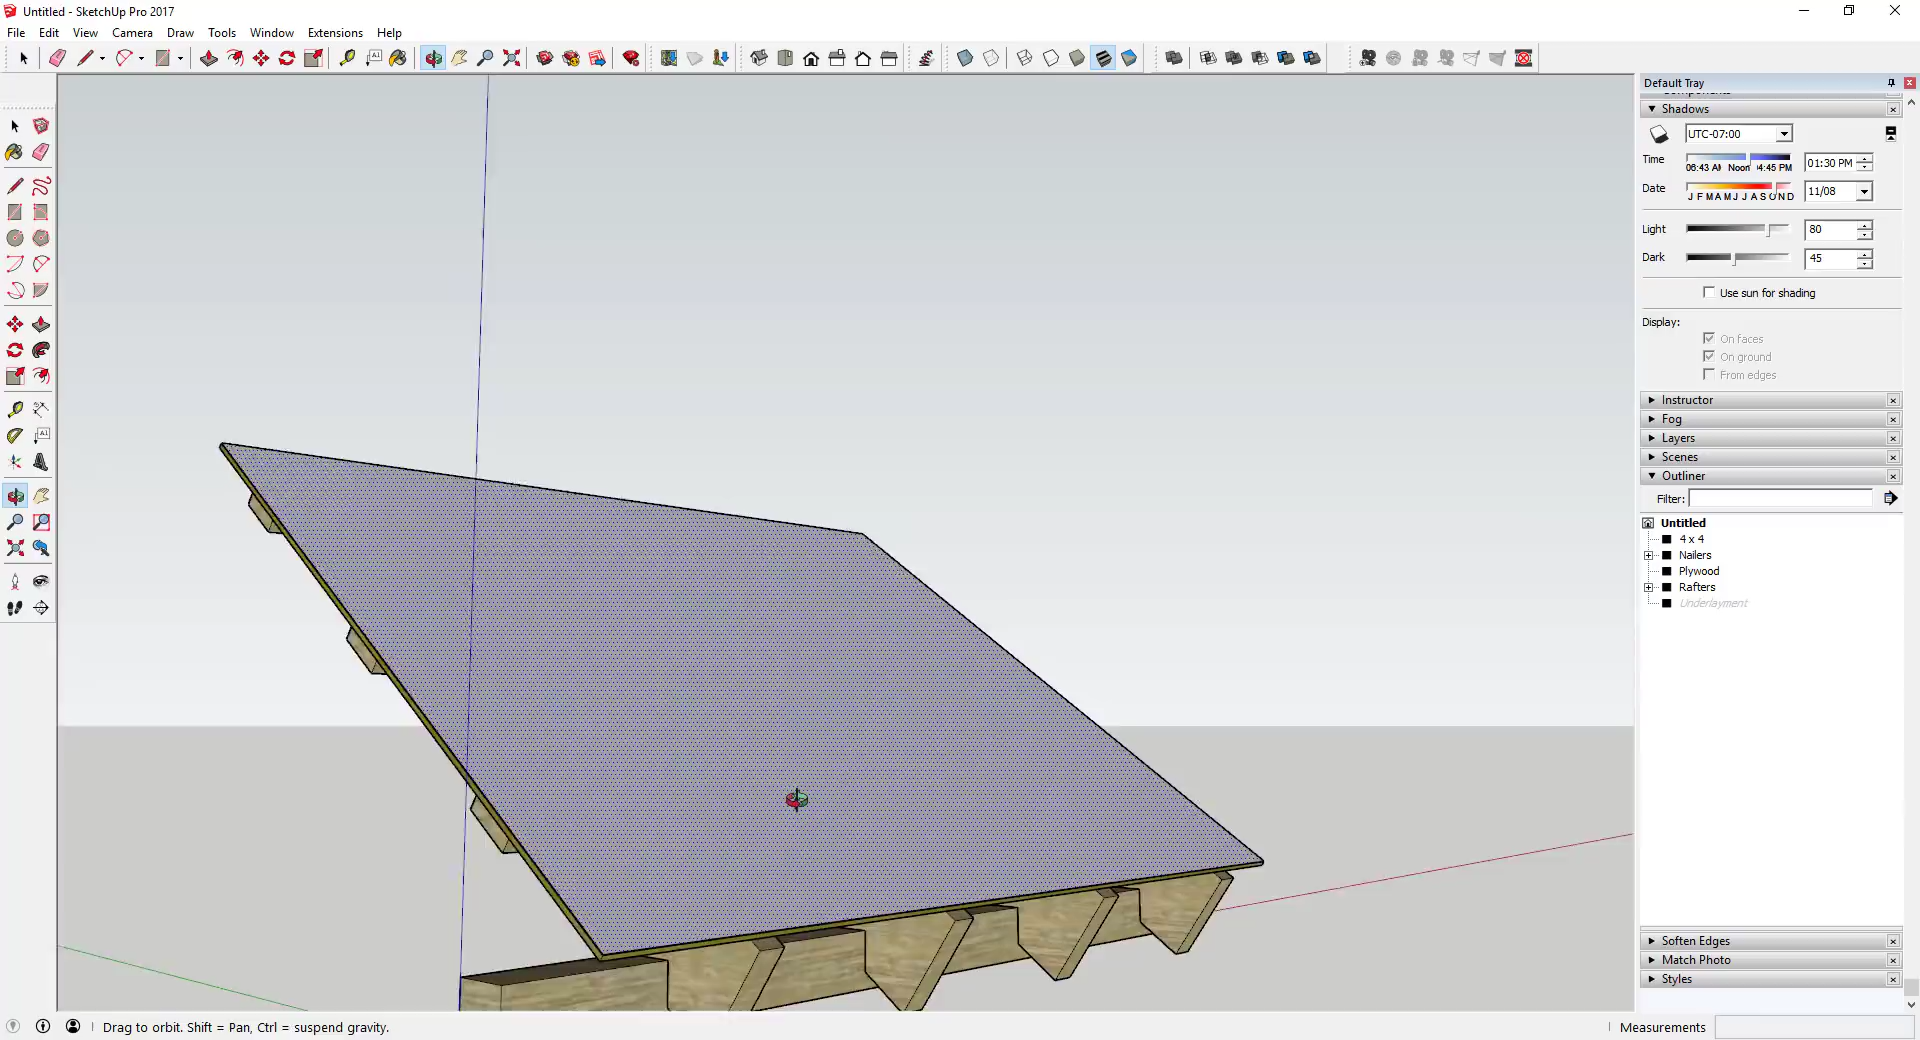 Untitled - SketchUp Pro 2017
File Edit View Camera Draw Tools Window Extensions Help
Default Tray
Shadows
UTC-07:00
Time
06:43 AM Noon 4:45 PM
01:30 PM
Date
J F M A M J J A S O N D
11/08
Light
80
Dark
45
Use sun for shading
Display:
On faces
On ground
From edges
Instructor
Fog
Layers
Scenes
Outliner
Filter:
Untitled
4 x 4
Nailers
Plywood
Rafters
Underlayment
Soften Edges
Match Photo
Styles
Drag to orbit. Shift = Pan, Ctrl = suspend gravity.
Measurements